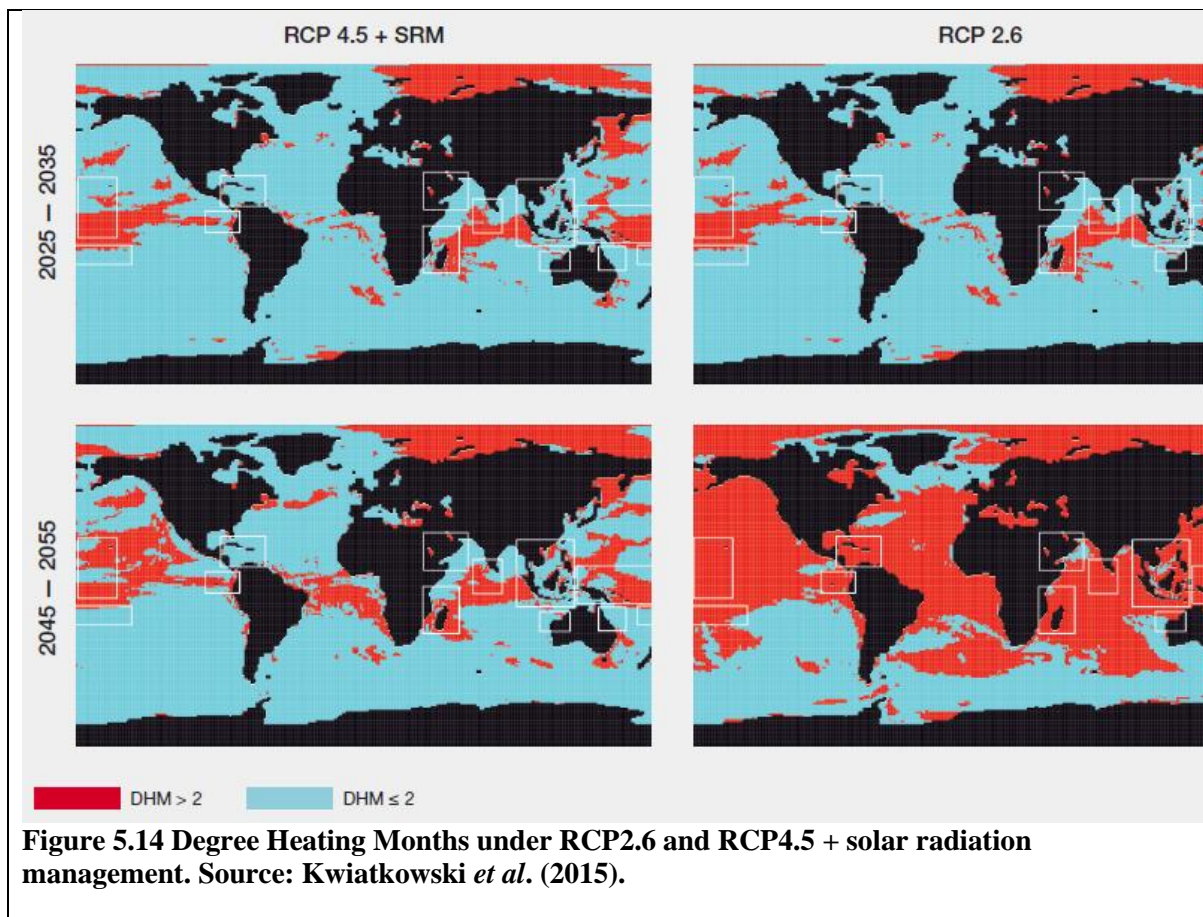 RCP 4.5 + SRM
RCP 2.6
2025 — 2035
2045 — 2055
DHM > 2
DHM ≤ 2
Figure 5.14 Degree Heating Months under RCP2.6 and RCP4.5 + solar radiation
management. Source: Kwiatkowski et al. (2015).